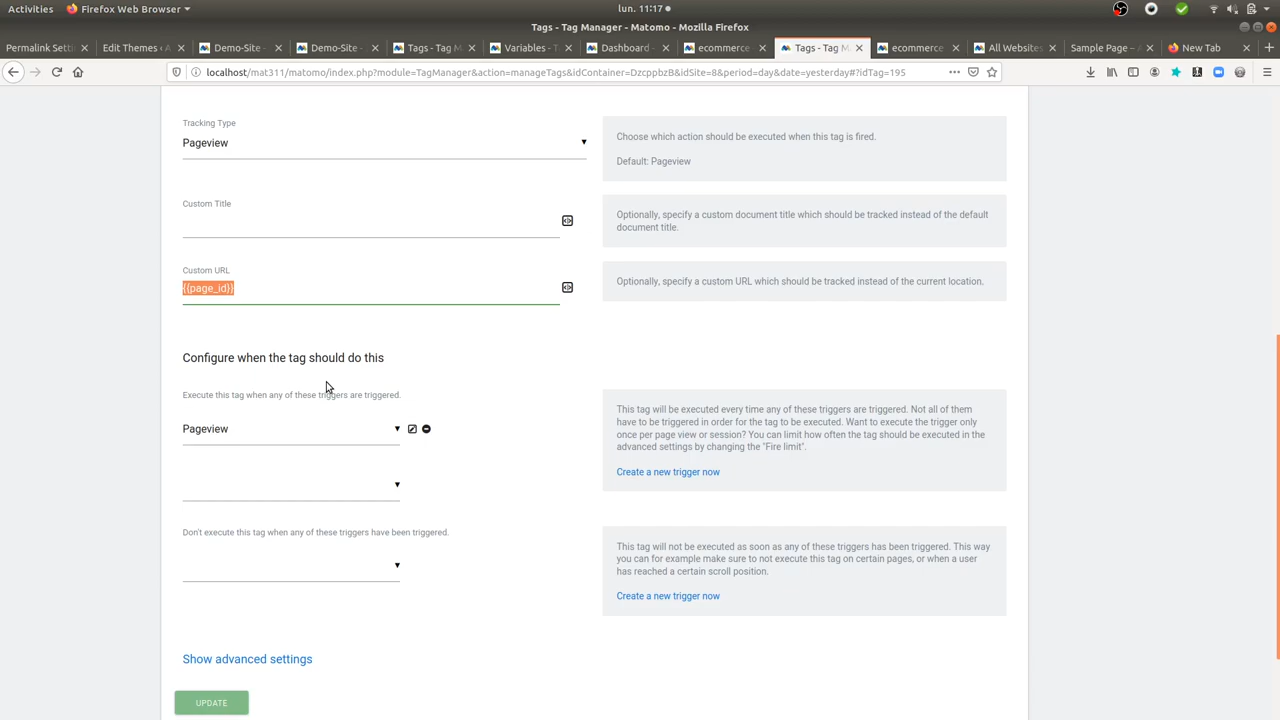 Activities
Firefox Web Browser
lun. 11:17
Tags - Tag Manager - Matomo - Mozilla Firefox
Permalink Setti
Edit Themes ‹ A
Demo-Site -
Demo-Site -
Tags - Tag M
Variables - T
Dashboard -
ecommerce
Tags - Tag M
ecommerce
All Websites
Sample Page – A
New Tab
localhost/mat311/matomo/index.php?module=TagManager&action=manageTags&idContainer=DzcppbzB&idSite=8&period=day&date=yesterday#?idTag=195
Tracking Type
Pageview
Choose which action should be executed when this tag is fired.
Default: Pageview
Custom Title
Optionally, specify a custom document title which should be tracked instead of the default
document title.
Custom URL
{{page_id}}
Optionally, specify a custom URL which should be tracked instead of the current location.
Configure when the tag should do this
Execute this tag when any of these triggers are triggered.
Pageview
This tag will be executed every time any of these triggers are triggered. Not all of them
have to be triggered in order for the tag to be executed. Want to execute the trigger only
once per page view or session? You can limit how often the tag should be executed in the
advanced settings by changing the "Fire limit".
Create a new trigger now
Don't execute this tag when any of these triggers have been triggered.
This tag will not be executed as soon as any of these triggers has been triggered. This way
you can for example make sure to not execute this tag on certain pages, or when a user
has reached a certain scroll position.
Create a new trigger now
Show advanced settings
UPDATE